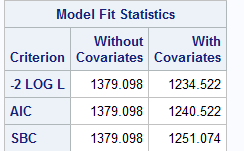 Model Fit Statistics
Criterion Without Covariates With Covariates
-2 LOG L 1379.098 1234.522
AIC 1379.098 1240.522
SBC 1379.098 1251.074